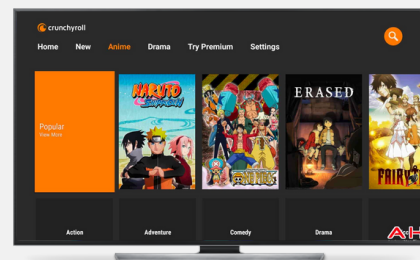 crunchyroll
Home New Anime Drama Try Premium Settings
Popular
View More
NARUTO
SHIPPUDEN
ONE PIECE
ERASED
FAIRY
Action Adventure Comedy Drama
AH